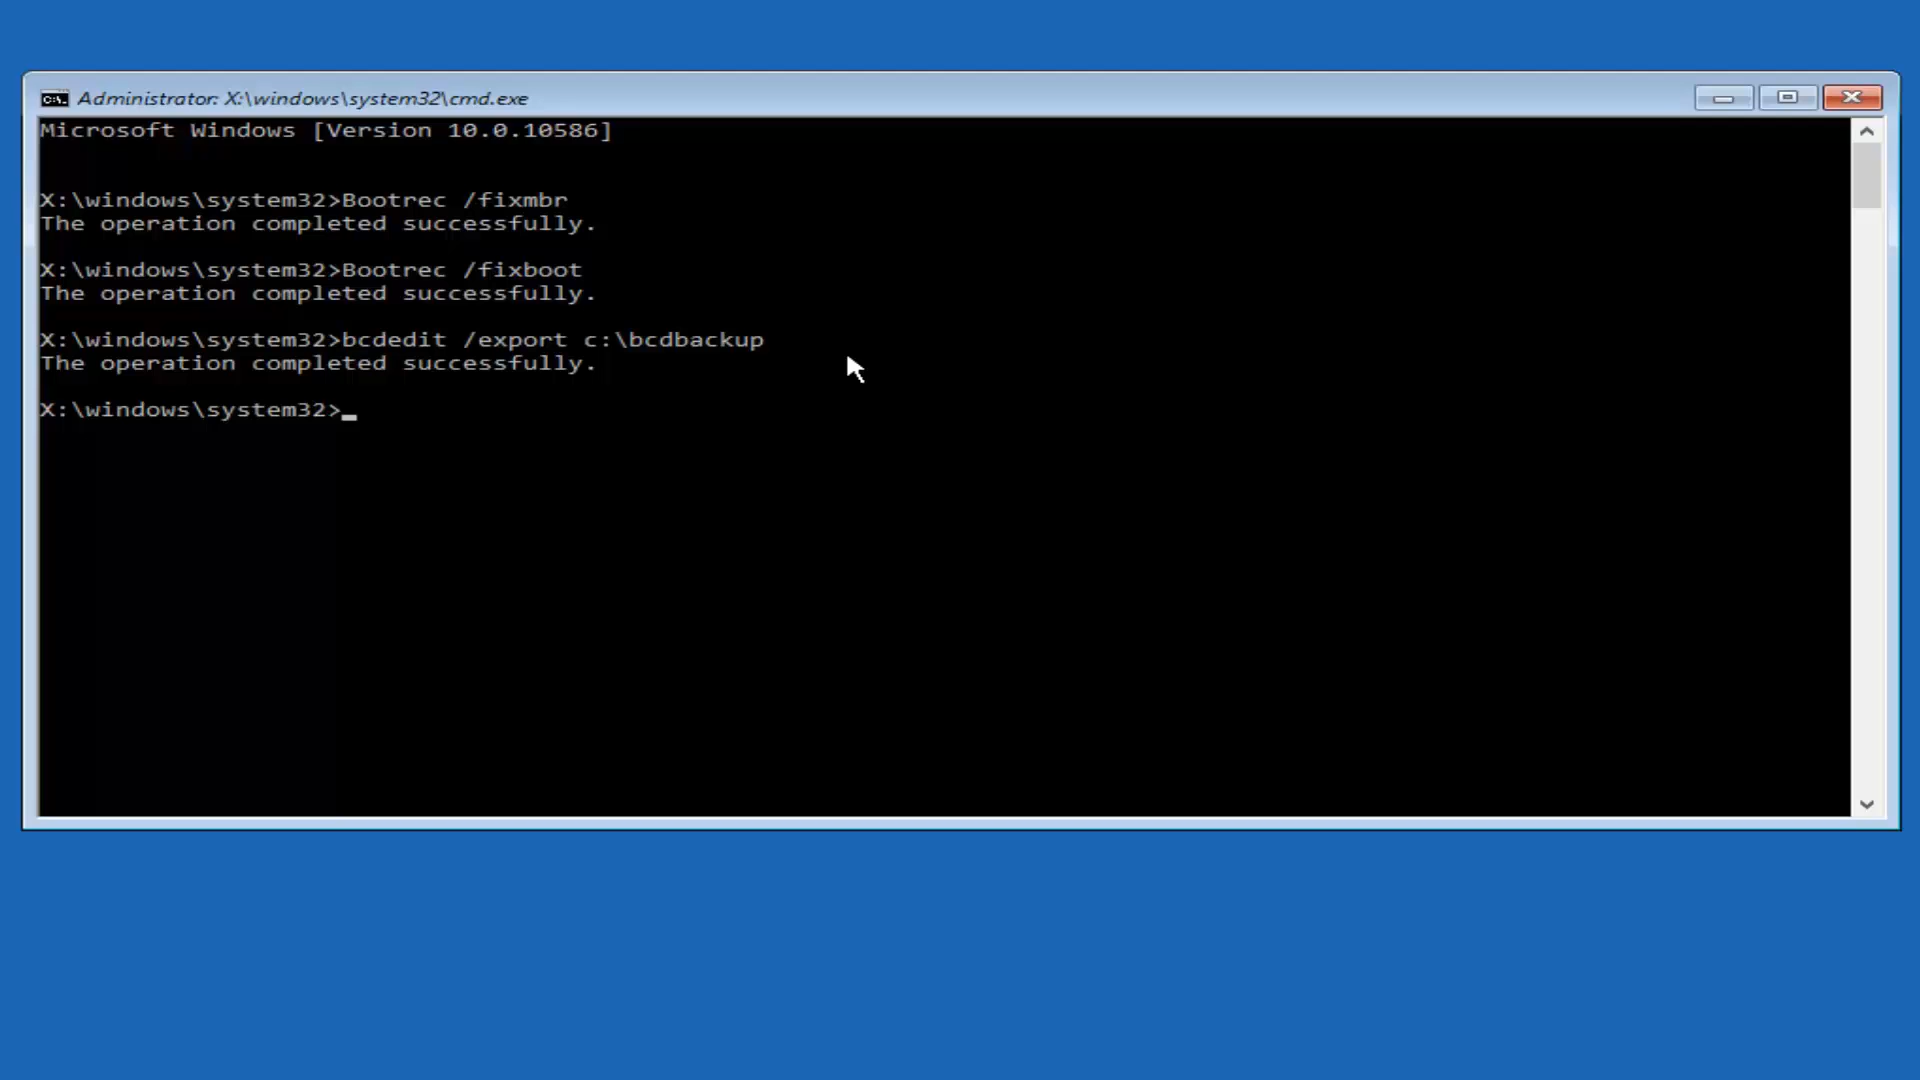 Administrator: X:\windows\system32\cmd.exe
Microsoft Windows [Version 10.0.10586]
X:\windows\system32>Bootrec /fixmbr
The operation completed successfully.
X:\windows\system32>Bootrec /fixboot
The operation completed successfully.
X:\windows\system32>bcdedit /export c:\bcdbackup
The operation completed successfully.
X:\windows\system32>